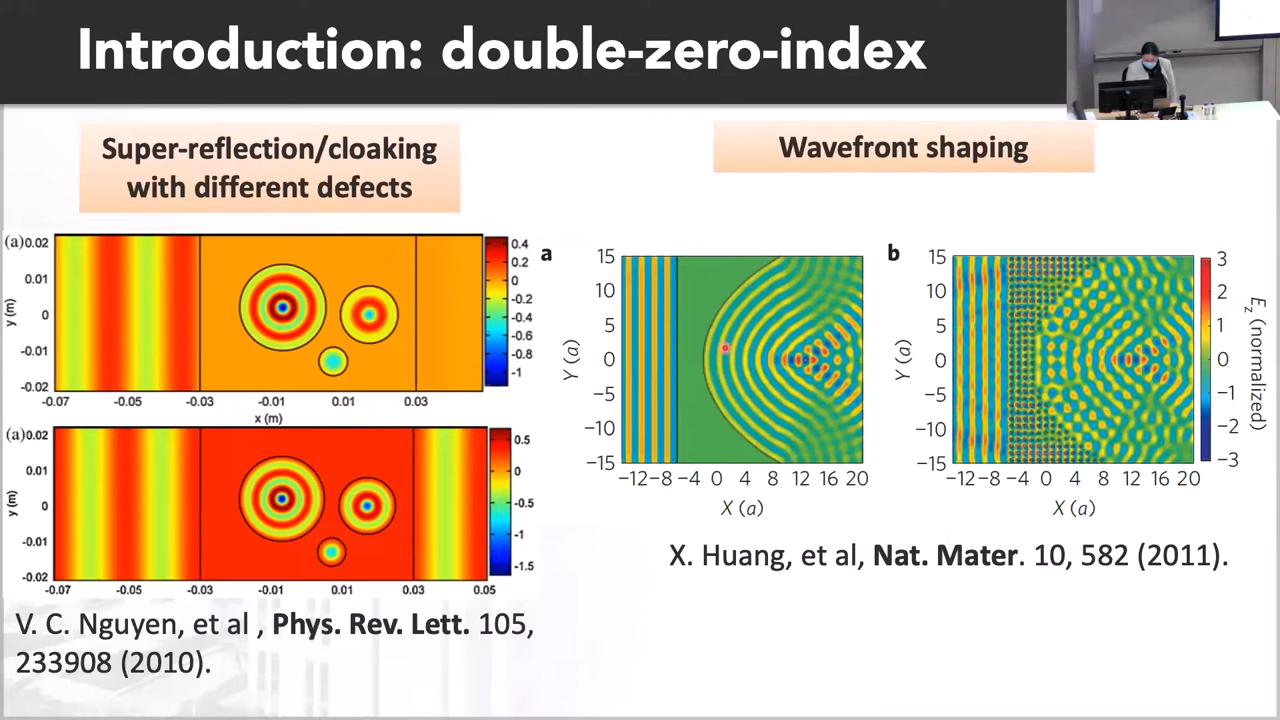 Introduction: double-zero-index
Super-reflection/cloaking
with different defects
Wavefront shaping
(a) 0.02
0.01
0
-0.01
-0.02
y (m)
-0.07 -0.05 -0.03 -0.01 0.01 0.03
x (m)
0.4
0.2
0
-0.2
-0.4
-0.6
-0.8
-1
(a) 0.02
0.01
0
-0.01
-0.02
y (m)
-0.07 -0.05 -0.03 -0.01 0.01 0.03 0.05
0.5
0
-0.5
-1
-1.5
V. C. Nguyen, et al , Phys. Rev. Lett. 105,
233908 (2010).
a
15
10
5
0
−5
−10
−15
Y (a)
−12 −8 −4 0 4 8 12 16 20
X (a)
b
15
10
5
0
−5
−10
−15
Y (a)
−12 −8 −4 0 4 8 12 16 20
X (a)
3
2
1
0
−1
−2
−3
Ez (normalized)
X. Huang, et al, Nat. Mater. 10, 582 (2011).